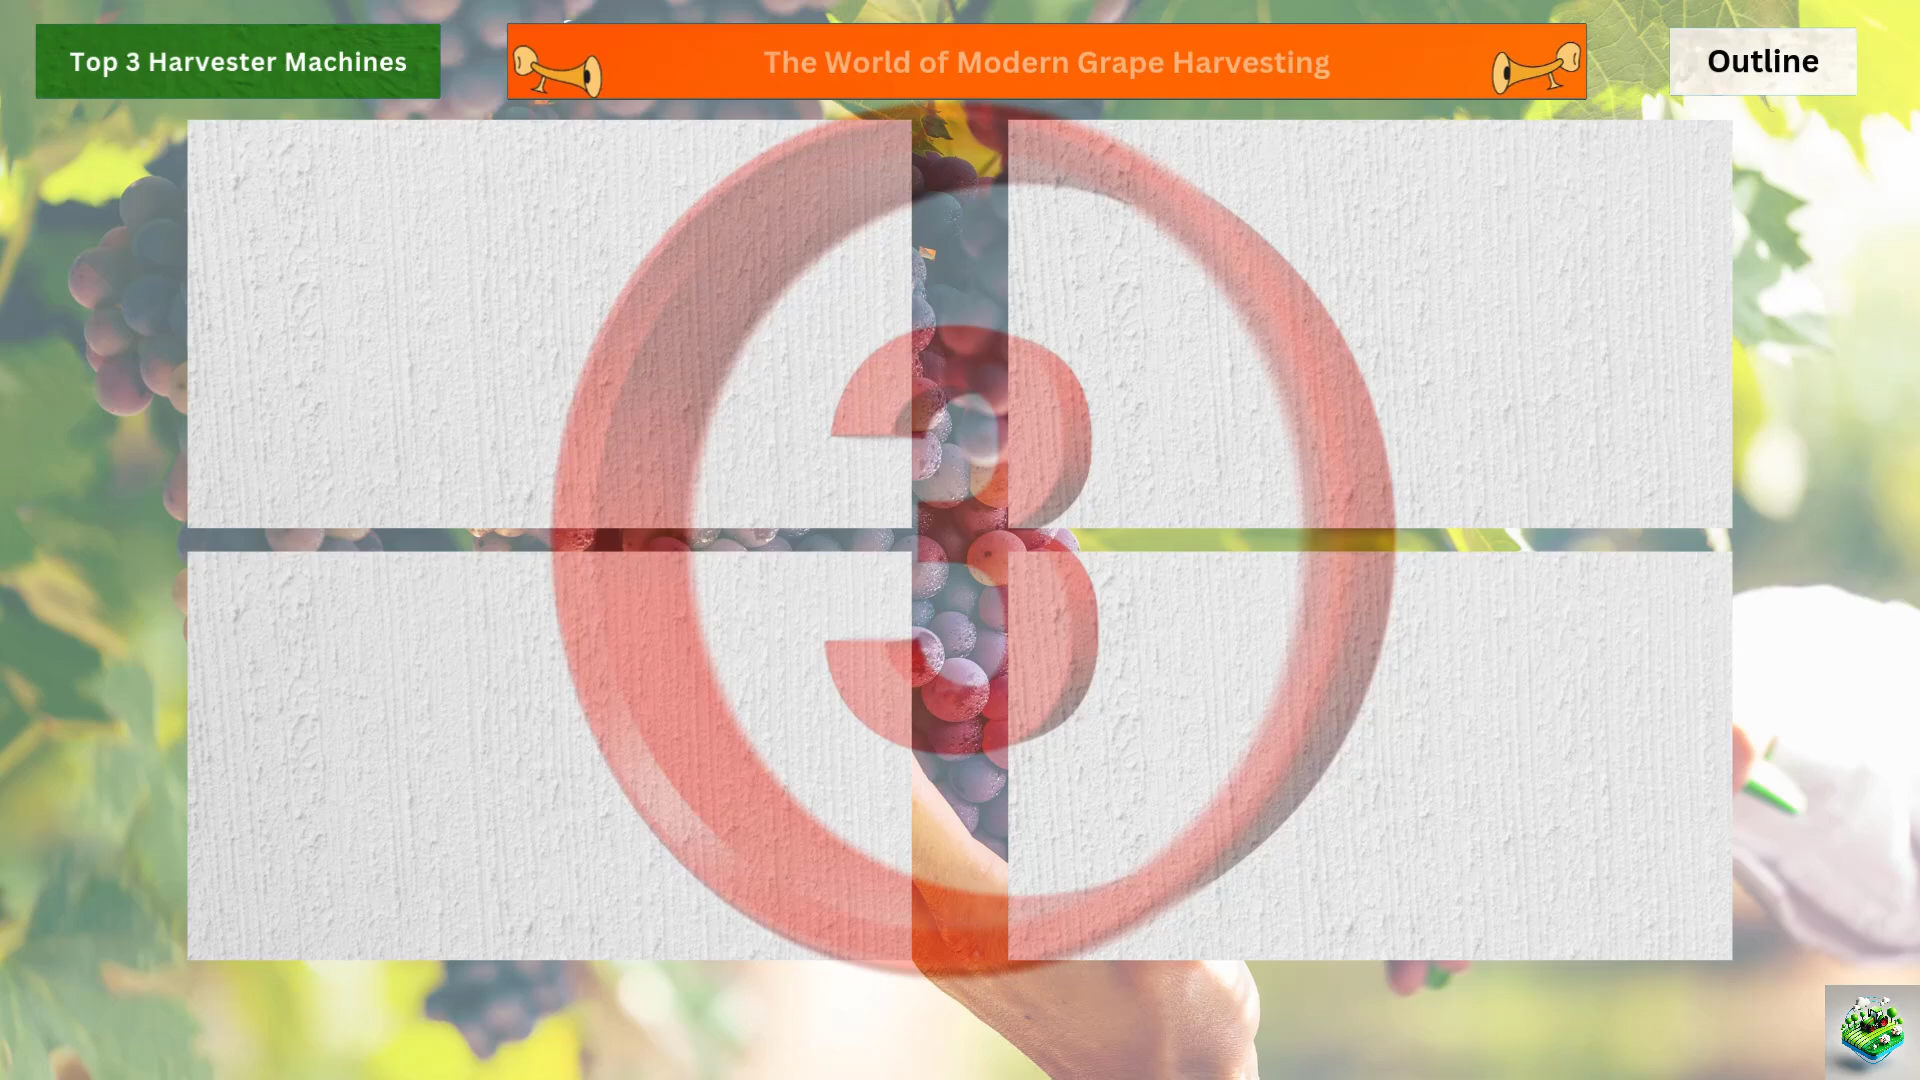 Top 3 Harvester Machines
The World of Modern Grape Harvesting
Outline
3